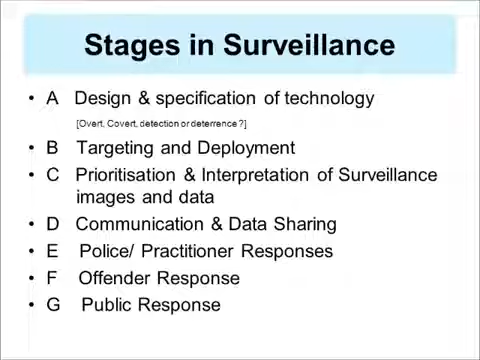 Stages in Surveillance
• A Design & specification of technology
[Overt, Covert, detection or deterrence ?]
• B Targeting and Deployment
• C Prioritisation & Interpretation of Surveillance
images and data
• D Communication & Data Sharing
• E Police/ Practitioner Responses
• F Offender Response
• G Public Response